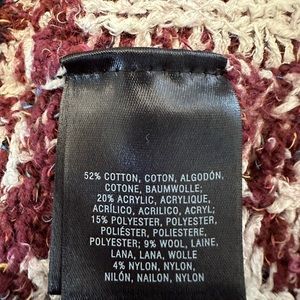 52% COTTON, COTON, ALGODÓN,
COTONE, BAUMWOLLE;
20% ACRYLIC, ACRYLIQUE,
ACRÍLICO, ACRILICO, ACRYL;
15% POLYESTER, POLYESTER,
POLIÉSTER, POLIESTERE,
POLYESTER; 9% WOOL, LAINE,
LANA, LANA, WOLLE
4% NYLON, NYLON,
NILÓN, NAILON, NYLON